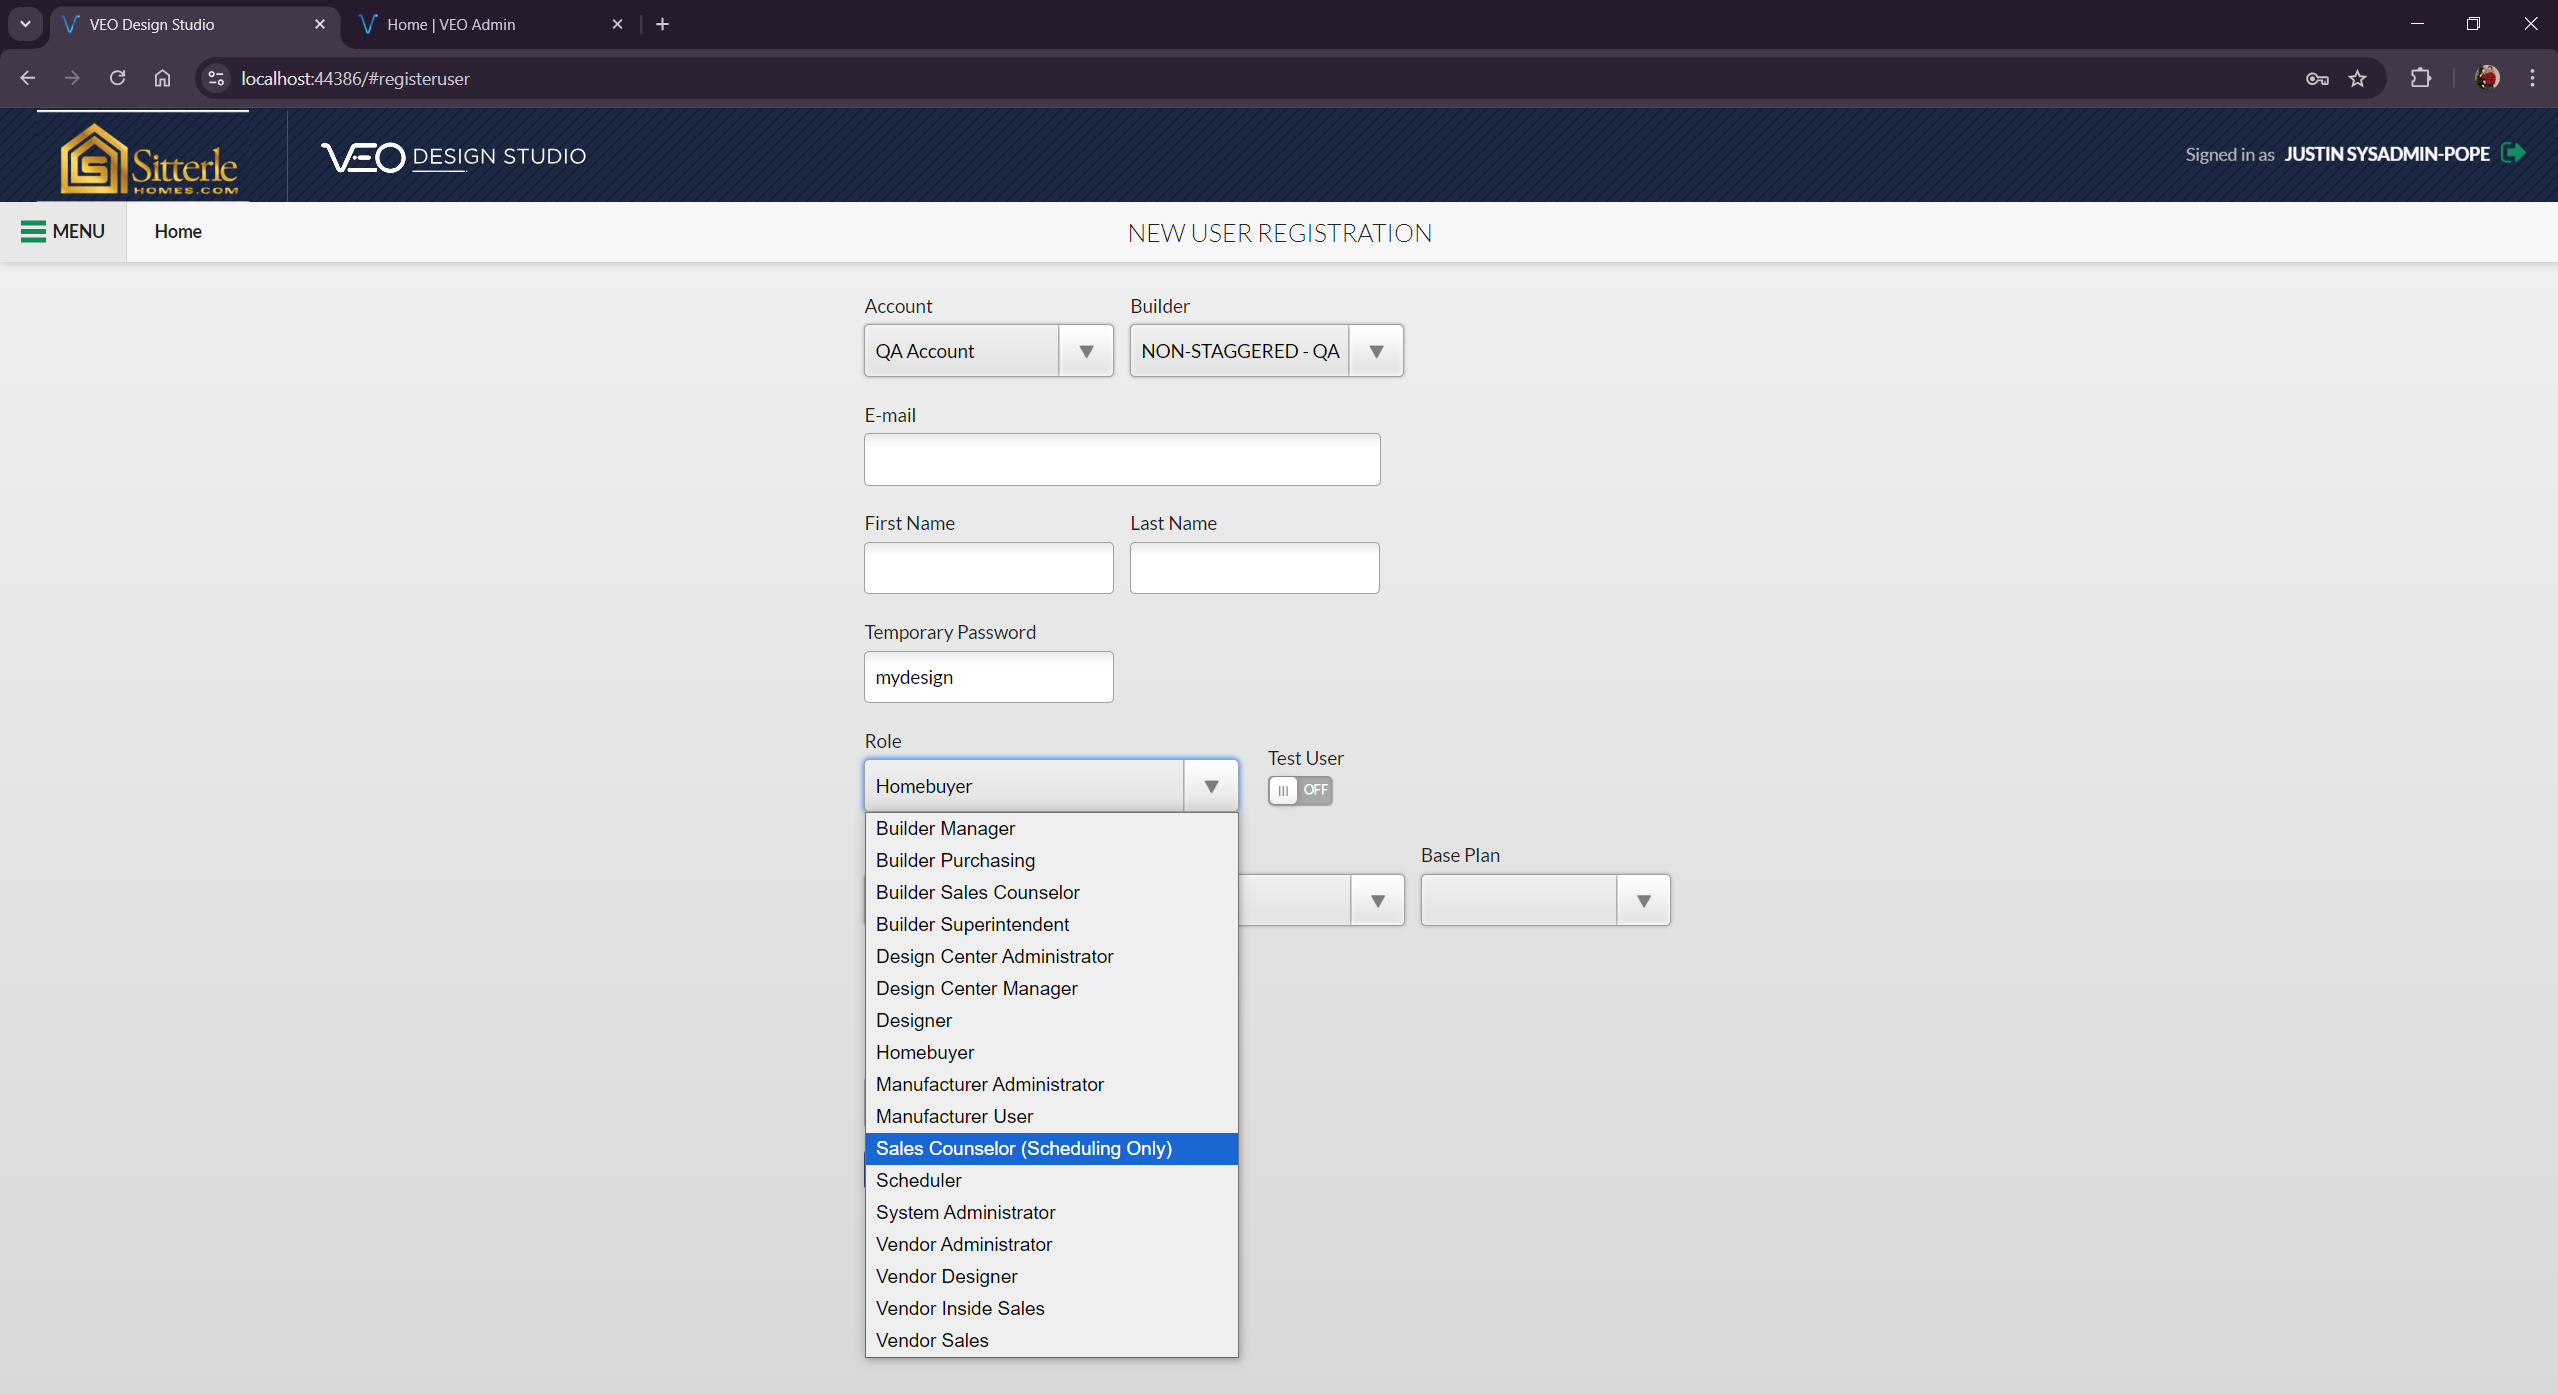 VEO Design Studio
Home | VEO Admin
localhost:44386/#registeruser
Sitterle
HOMES.COM
VEO DESIGN STUDIO
Signed in as JUSTIN SYSADMIN-POPE
MENU
Home
NEW USER REGISTRATION
Account
Builder
QA Account
NON-STAGGERED - QA
E-mail
First Name
Last Name
Temporary Password
mydesign
Role
Test User
Homebuyer
OFF
Builder Manager
Builder Purchasing
Base Plan
Builder Sales Counselor
Builder Superintendent
Design Center Administrator
Design Center Manager
Designer
Homebuyer
Manufacturer Administrator
Manufacturer User
Sales Counselor (Scheduling Only)
Scheduler
System Administrator
Vendor Administrator
Vendor Designer
Vendor Inside Sales
Vendor Sales